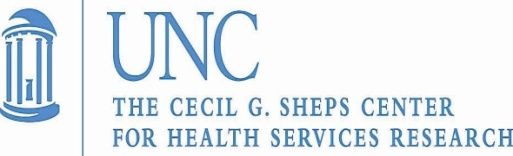 UNC
THE CECIL G. SHEPS CENTER
FOR HEALTH SERVICES RESEARCH